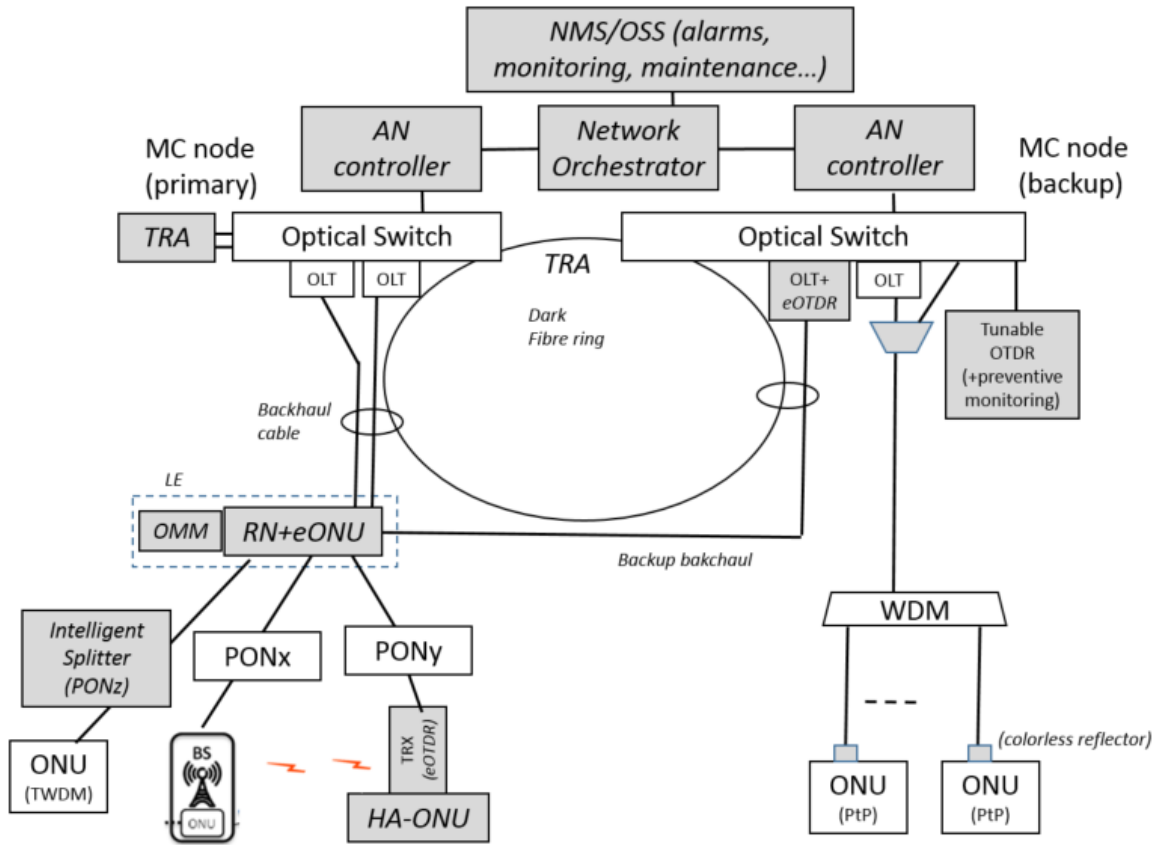 NMS/OSS (alarms,
monitoring, maintenance...)
MC node
(primary)
AN
controller
Network
Orchestrator
AN
controller
MC node
(backup)
TRA
Optical Switch
Optical Switch
OLT
OLT
TRA
Dark
Fibre ring
OLT+
eOTDR
OLT
Tunable
OTDR
(+preventive
monitoring)
Backhaul
cable
LE
OMM
RN+eONU
Backup bakchaul
Intelligent
Splitter
(PONz)
PONx
PONy
WDM
ONU
(TWDM)
BS
ONU
TRX
(eOTDR)
HA-ONU
(colorless reflector)
ONU
(PtP)
ONU
(PtP)